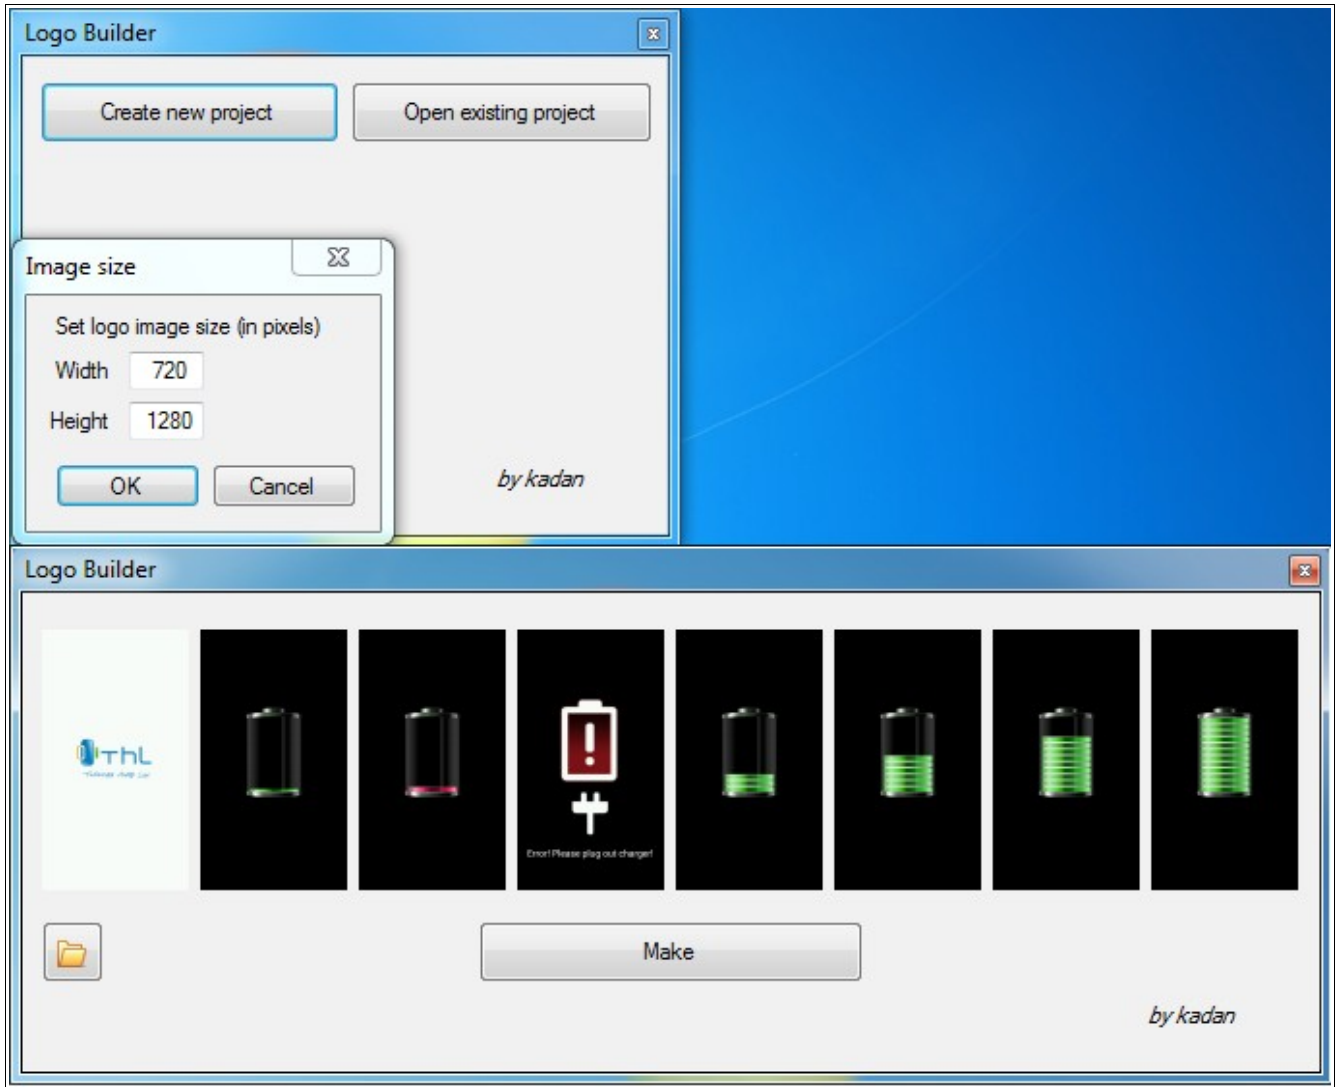 Logo Builder
Create new project
Open existing project
Image size
Set logo image size (in pixels)
Width 720
Height 1280
OK
Cancel
by kadan
Logo Builder
ThL
Error! Please plug out charger!
Make
by kadan